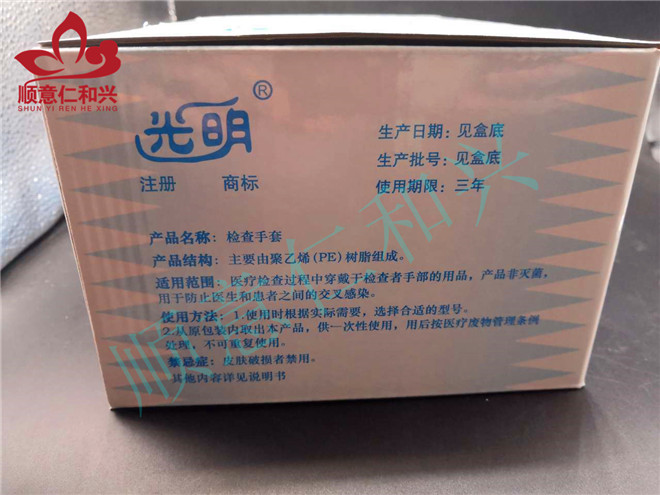 顺意仁和兴
SHUN YI REN HE XING
光明®
注册 商标
生产日期：见盒底
生产批号：见盒底
使用期限：三年
产品名称：检查手套
产品结构：主要由聚乙烯(PE)树脂组成。
适用范围：医疗检查过程中穿戴于检查者手部的用品，产品非灭菌，
用于防止医生和患者之间的交叉感染。
使用方法：1.使用时根据实际需要，选择合适的型号。
2.从原包装内取出本产品，供一次性使用，用后按医疗废物管理条例
处理，不可重复使用。
禁忌症：皮肤破损者禁用。
其他内容详见说明书
顺意仁和兴